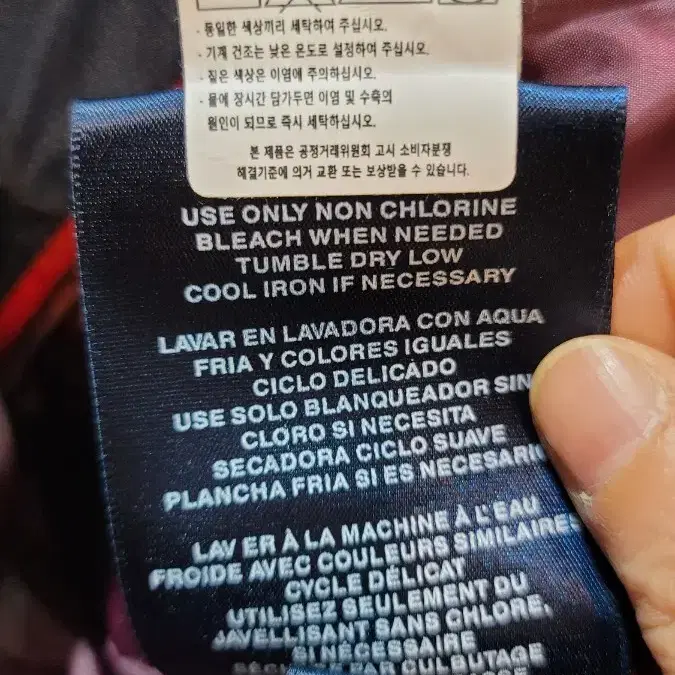 · 동일한 색상끼리 세탁하여 주십시오.
· 기계 건조는 낮은 온도로 설정하여 주십시오.
· 짙은 색상은 이염에 주의하십시오.
· 물에 장시간 담가두면 이염 및 수축의
원인이 되므로 즉시 세탁하십시오.
본 제품은 공정거래위원회 고시 소비자분쟁
해결기준에 의거 교환 또는 보상받을 수 있습니다.
USE ONLY NON CHLORINE
BLEACH WHEN NEEDED
TUMBLE DRY LOW
COOL IRON IF NECESSARY
LAVAR EN LAVADORA CON AQUA
FRIA Y COLORES IGUALES
CICLO DELICADO
USE SOLO BLANQUEADOR SIN
CLORO SI NECESITA
SECADORA CICLO SUAVE
PLANCHA FRIA SI ES NECESARIO
LAV ER À LA MACHINE À L'EAU
FROIDE AVEC COULEURS SIMILAIRES
CYCLE DÉLICAT
UTILISEZ SEULEMENT DU
JAVELLISANT SANS CHLORE,
SI NÉCESSAIRE
PAR CULBUTAGE